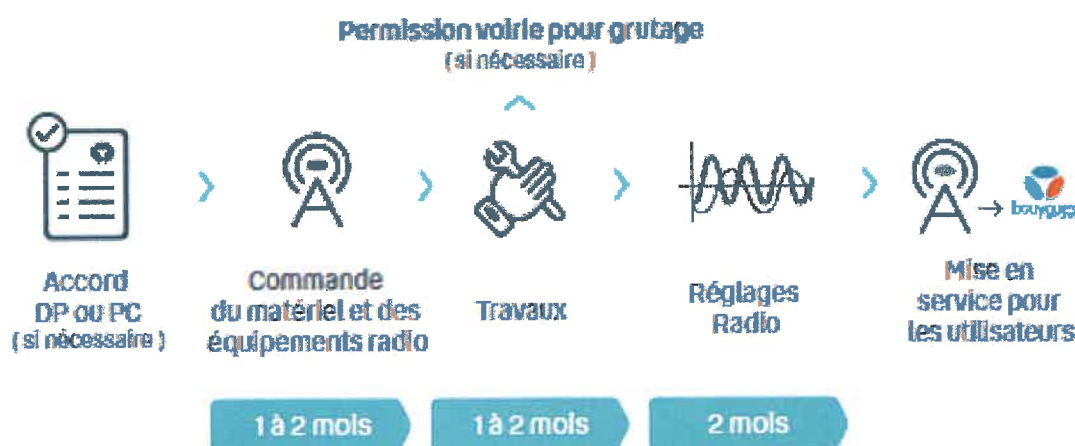 Permission voirie pour grutage
(si nécessaire)
Accord
DP ou PC
(si nécessaire)
Commande
du matériel et des
équipements radio
Travaux
Réglages
Radio
bouygues
Mise en
service pour
les utilisateurs
1 à 2 mois
1 à 2 mois
2 mois